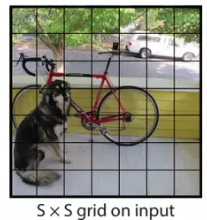 S × S grid on input